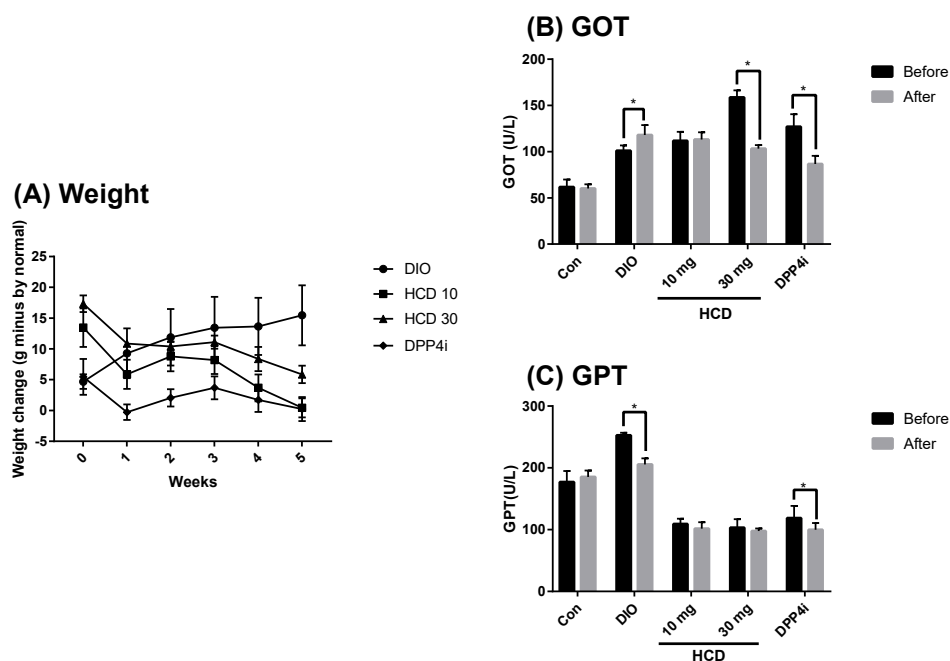 (A) Weight
Weight change (g minus by normal)
25
20
15
10
5
0
-5
0 1 2 3 4 5
Weeks
DIO
HCD 10
HCD 30
DPP4i
(B) GOT
GOT (U/L)
200
150
100
50
0
* * *
Con DIO 10 mg 30 mg DPP4i
HCD
Before
After
(C) GPT
GPT(U/L)
300
200
100
0
* *
Con DIO 10 mg 30 mg DPP4i
HCD
Before
After